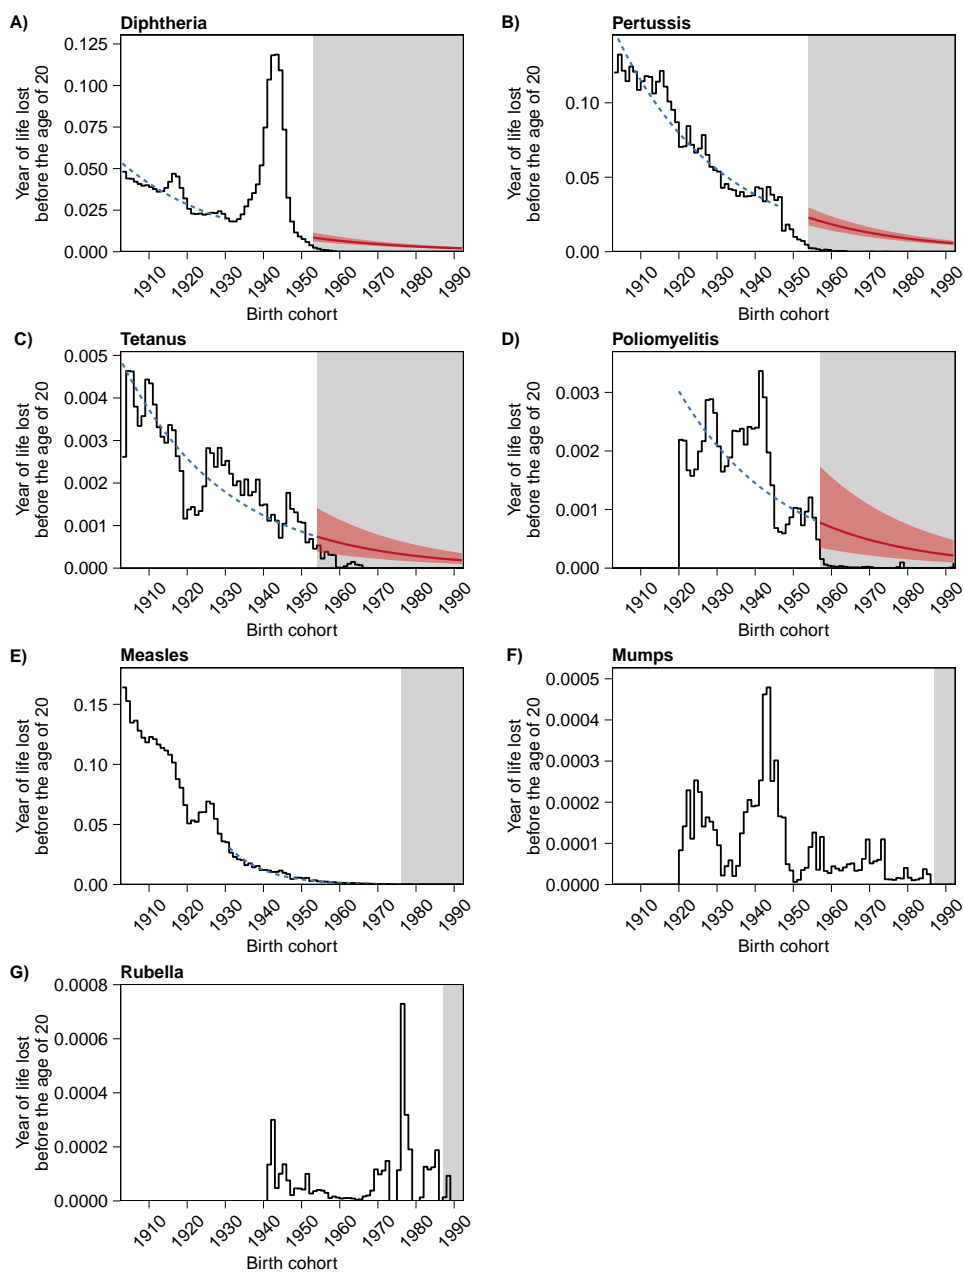 A) Diphtheria
Year of life lost
before the age of 20
0.125
0.100
0.075
0.050
0.025
0.000
1910 1920 1930 1940 1950 1960 1970 1980 1990
Birth cohort
B) Pertussis
Year of life lost
before the age of 20
0.10
0.05
0.00
1910 1920 1930 1940 1950 1960 1970 1980 1990
Birth cohort
C) Tetanus
Year of life lost
before the age of 20
0.005
0.004
0.003
0.002
0.001
0.000
1910 1920 1930 1940 1950 1960 1970 1980 1990
Birth cohort
D) Poliomyelitis
Year of life lost
before the age of 20
0.003
0.002
0.001
0.000
1910 1920 1930 1940 1950 1960 1970 1980 1990
Birth cohort
E) Measles
Year of life lost
before the age of 20
0.15
0.10
0.05
0.00
1910 1920 1930 1940 1950 1960 1970 1980 1990
Birth cohort
F) Mumps
Year of life lost
before the age of 20
0.0005
0.0004
0.0003
0.0002
0.0001
0.0000
1910 1920 1930 1940 1950 1960 1970 1980 1990
Birth cohort
G) Rubella
Year of life lost
before the age of 20
0.0008
0.0006
0.0004
0.0002
0.0000
1910 1920 1930 1940 1950 1960 1970 1980 1990
Birth cohort